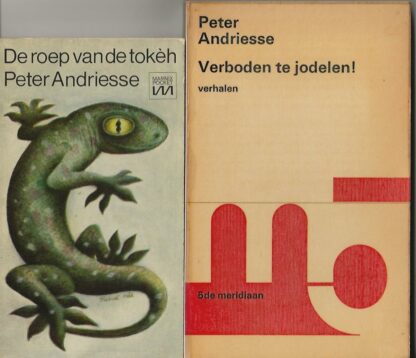 De roep van de tokèh
Peter Andriesse
MARNIX
POCKET
Peter
Andriesse
Verboden te jodelen!
verhalen
5de meridiaan